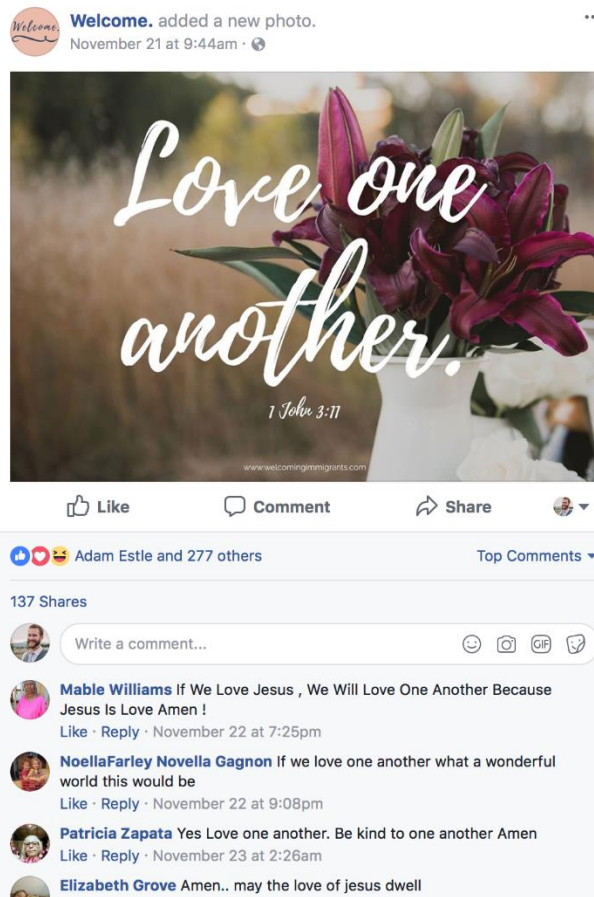 Welcome.
Welcome. added a new photo.
November 21 at 9:44am ·
Love one
another.
1 John 3:11
www.welcomingimmigrants.com
Like
Comment
Share
Adam Estle and 277 others
Top Comments
137 Shares
Write a comment...
GIF
Mable Williams If We Love Jesus , We Will Love One Another Because
Jesus Is Love Amen !
Like · Reply · November 22 at 7:25pm
NoellaFarley Novella Gagnon If we love one another what a wonderful
world this would be
Like · Reply · November 22 at 9:08pm
Patricia Zapata Yes Love one another. Be kind to one another Amen
Like · Reply · November 23 at 2:26am
Elizabeth Grove Amen.. may the love of jesus dwell